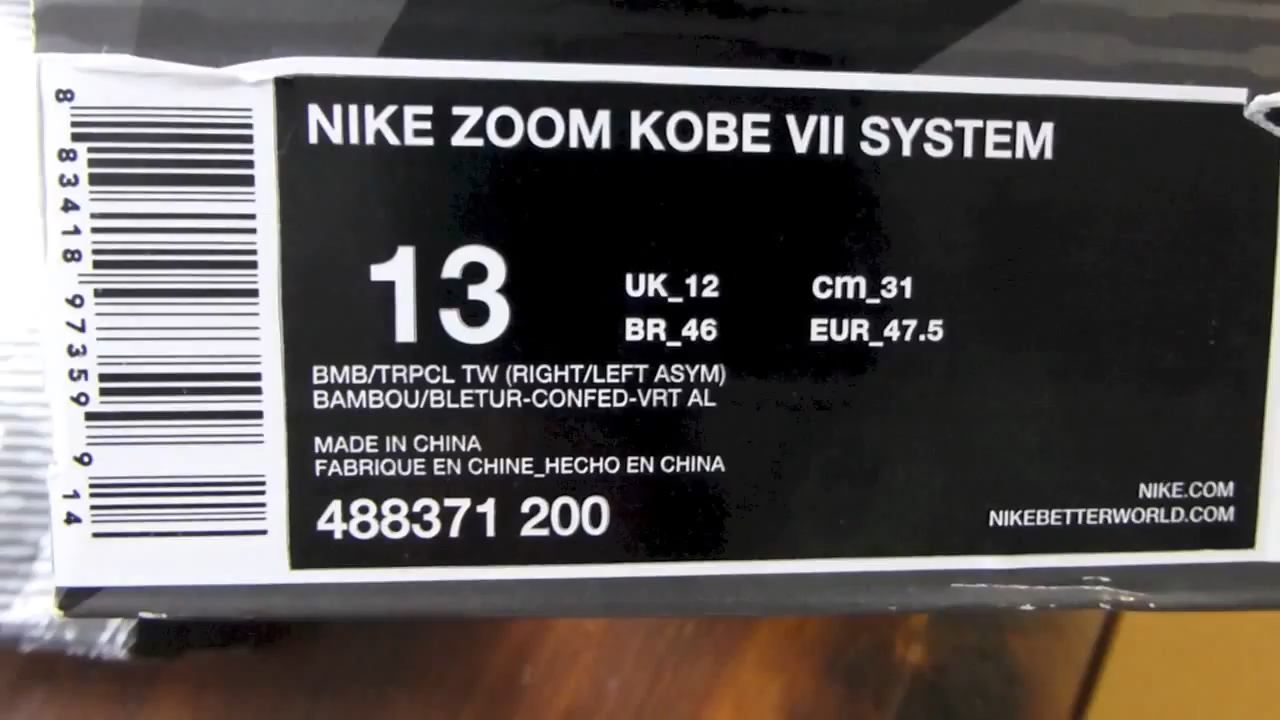 8 83418 97359 9 14
NIKE ZOOM KOBE VII SYSTEM
13
UK_12 cm_31
BR_46 EUR_47.5
BMB/TRPCL TW (RIGHT/LEFT ASYM)
BAMBOU/BLETUR-CONFED-VRT AL
MADE IN CHINA
FABRIQUE EN CHINE_HECHO EN CHINA
488371 200
NIKE.COM
NIKEBETTERWORLD.COM